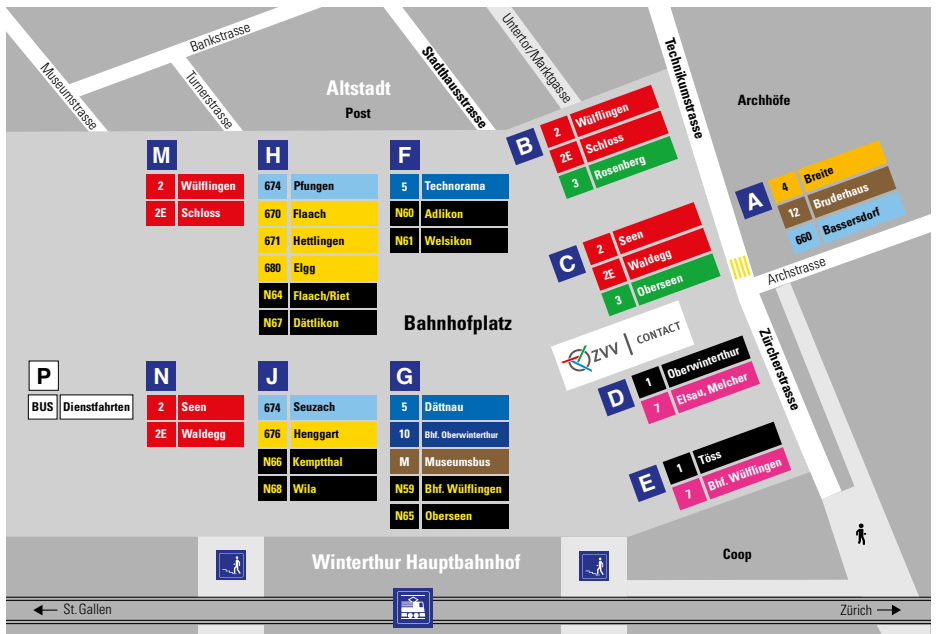 Museumstrasse
Bankstrasse
Turnerstrasse
Altstadt
Post
Stadthausstrasse
Untertor/Marktgasse
Technikumstrasse
Archhöfe
M
2 Wülflingen
2E Schloss
H
674 Pfungen
670 Flaach
671 Hettlingen
680 Elgg
N64 Flaach/Riet
N67 Dättlikon
F
5 Technorama
N60 Adlikon
N61 Welsikon
B
2 Wülflingen
2E Schloss
3 Rosenberg
A
4 Breite
12 Bruderhaus
660 Bassersdorf
C
2 Seen
2E Waldegg
3 Oberseen
Archstrasse
Bahnhofplatz
ZVV | CONTACT
Zürcherstrasse
P
BUS Dienstfahrten
N
2 Seen
2E Waldegg
J
674 Seuzach
676 Henggart
N66 Kemptthal
N68 Wila
G
5 Dättnau
10 Bhf. Oberwinterthur
M Museumsbus
N59 Bhf. Wülflingen
N65 Oberseen
D
1 Oberwinterthur
7 Elsau, Melcher
E
1 Töss
7 Bhf. Wülflingen
Winterthur Hauptbahnhof
Coop
St. Gallen
Zürich